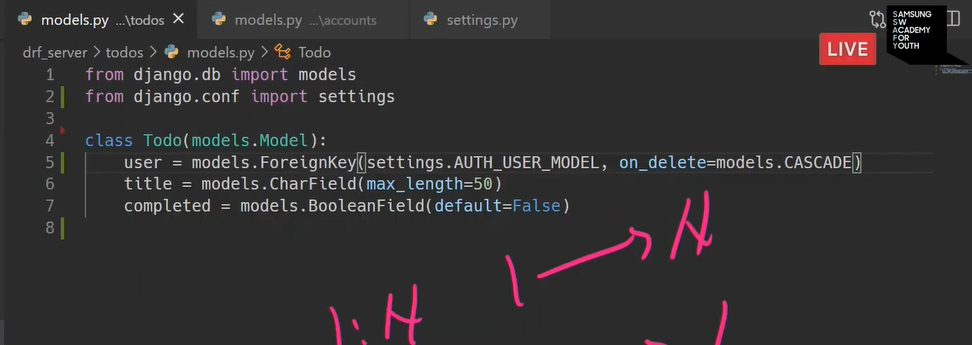 models.py ...\todos
models.py ...\accounts
settings.py
SAMSUNG
SW
ACADEMY
FOR
YOUTH
LIVE
drf_server > todos > models.py > Todo
1 from django.db import models
2 from django.conf import settings
3
4 class Todo(models.Model):
5 user = models.ForeignKey(settings.AUTH_USER_MODEL, on_delete=models.CASCADE)
6 title = models.CharField(max_length=50)
7 completed = models.BooleanField(default=False)
8
1 → N
1:N